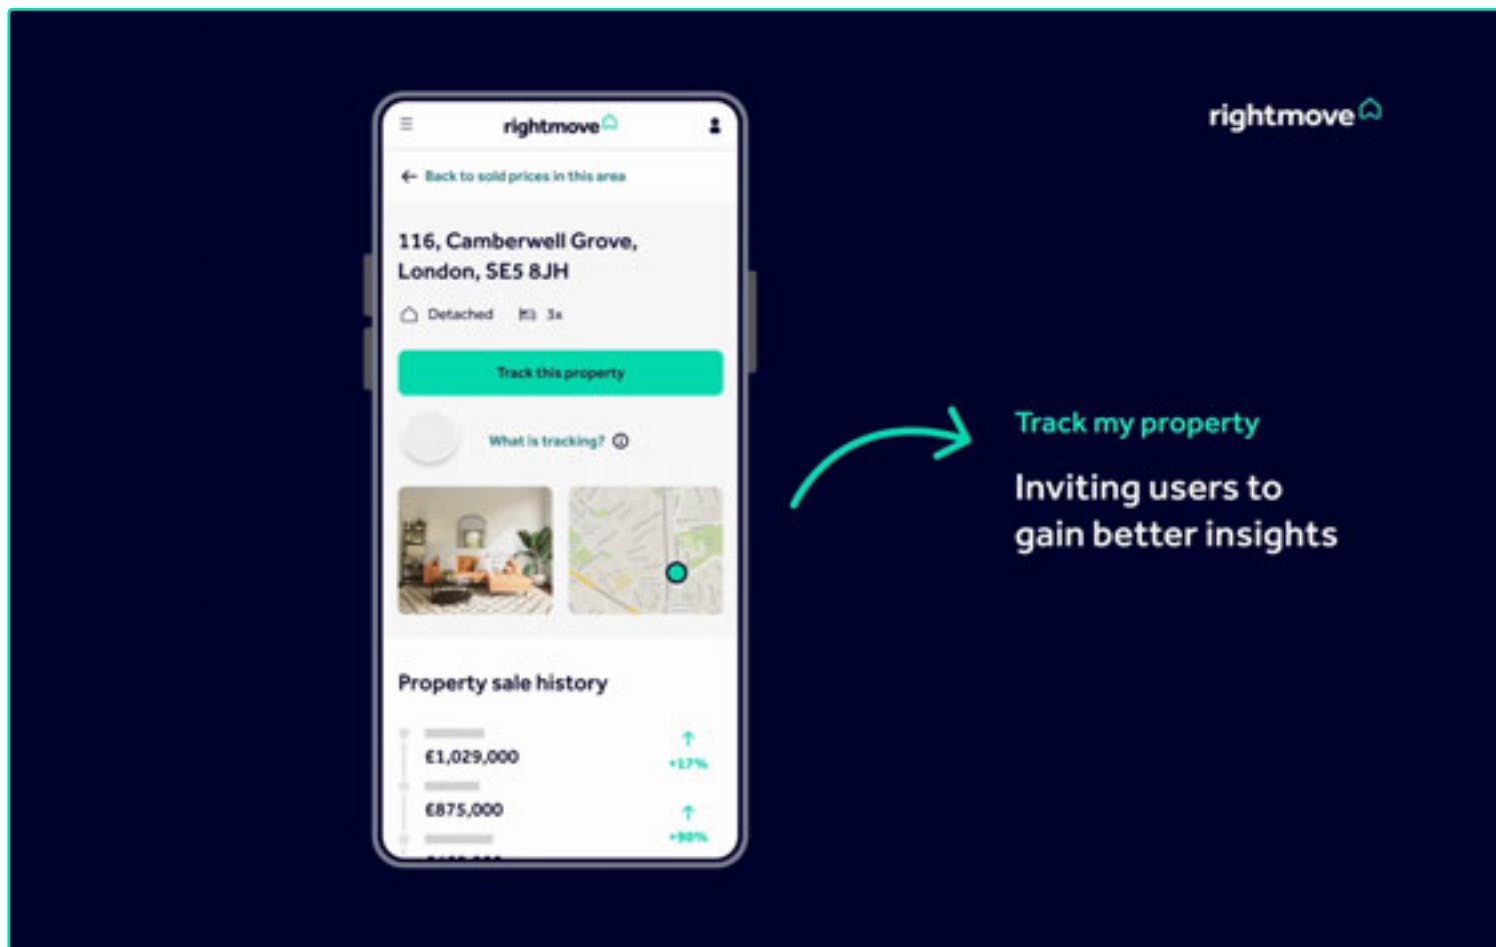 rightmove
Back to sold prices in this area
116, Camberwell Grove,
London, SE5 8JH
Detached 3x
Track this property
What is tracking?
Property sale history
£1,029,000
+17%
£875,000
+90%
rightmove
Track my property
Inviting users to
gain better insights